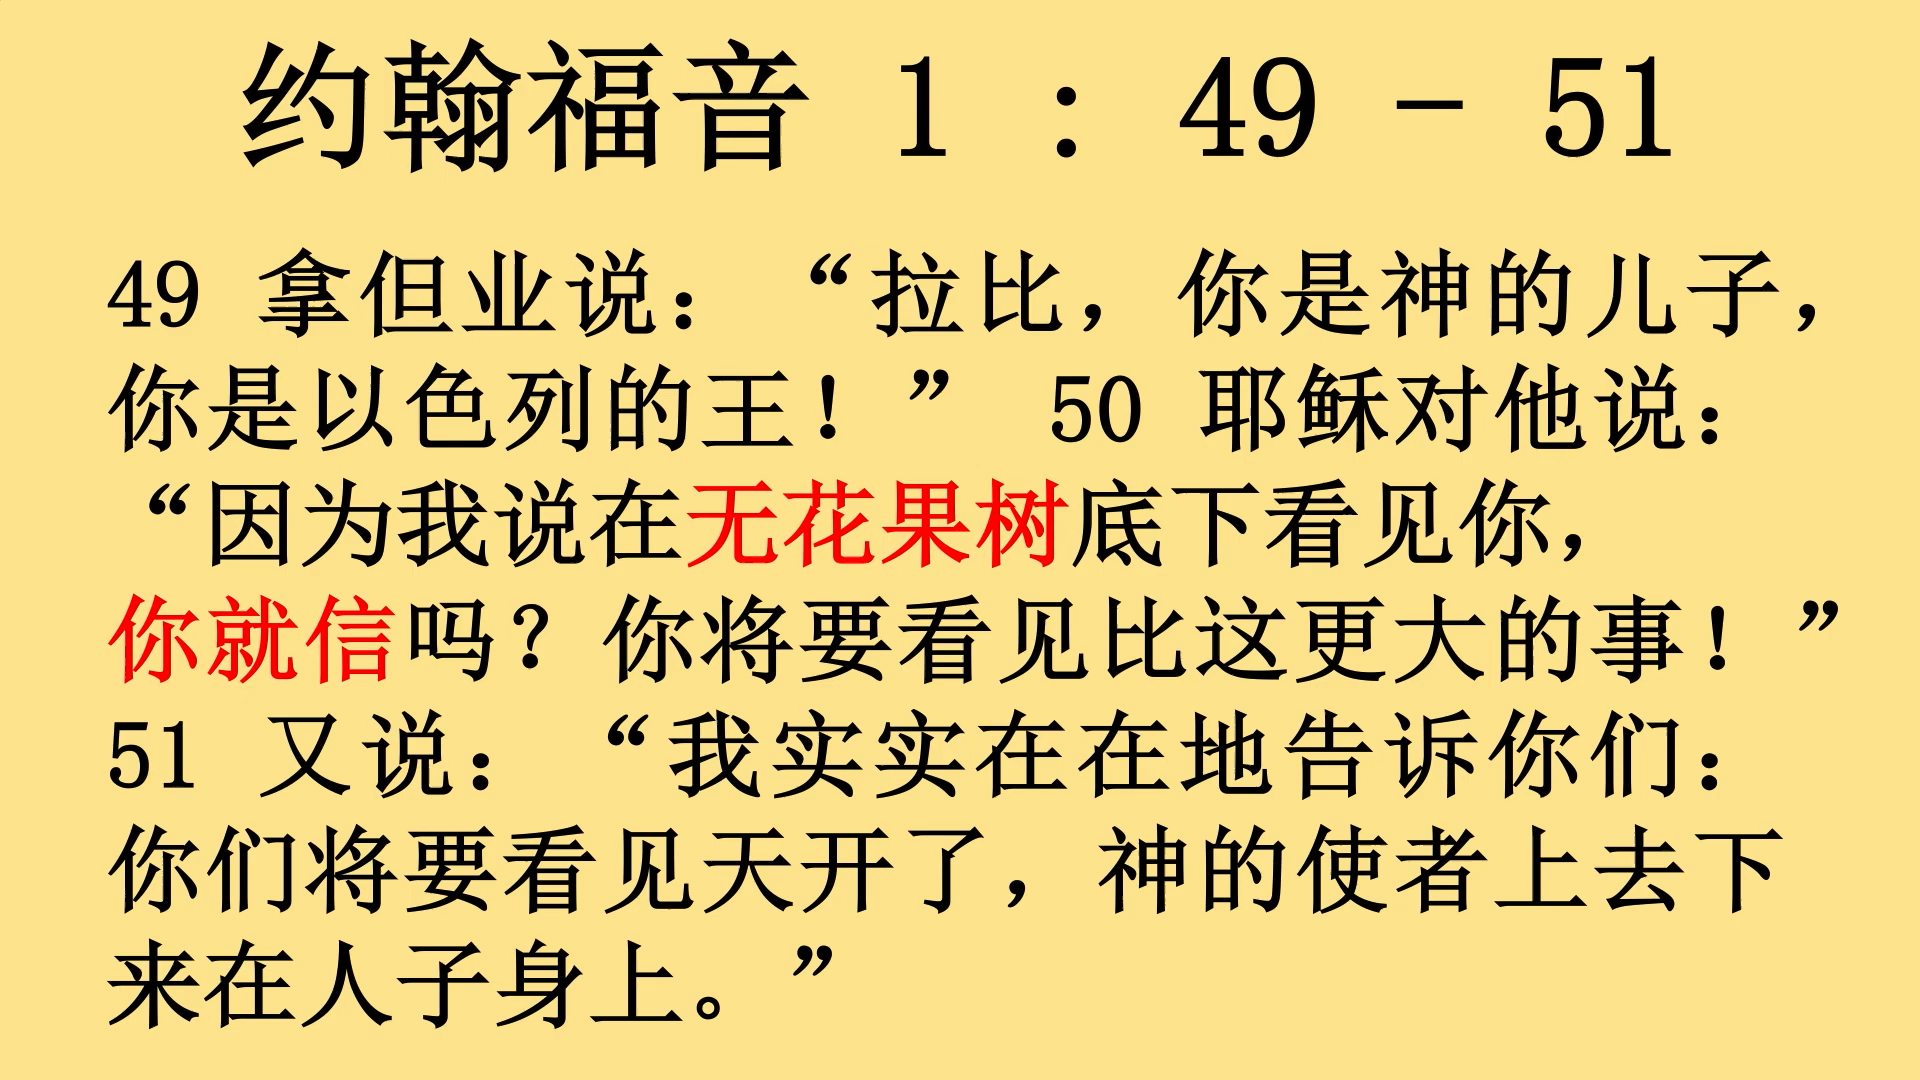 约翰福音 1 : 49 - 51
49 拿但业说：“拉比，你是神的儿子，
你是以色列的王！” 50 耶稣对他说：
“因为我说在无花果树底下看见你，
你就信吗？你将要看见比这更大的事！”
51 又说：“我实实在在地告诉你们：
你们将要看见天开了，神的使者上去下
来在人子身上。”